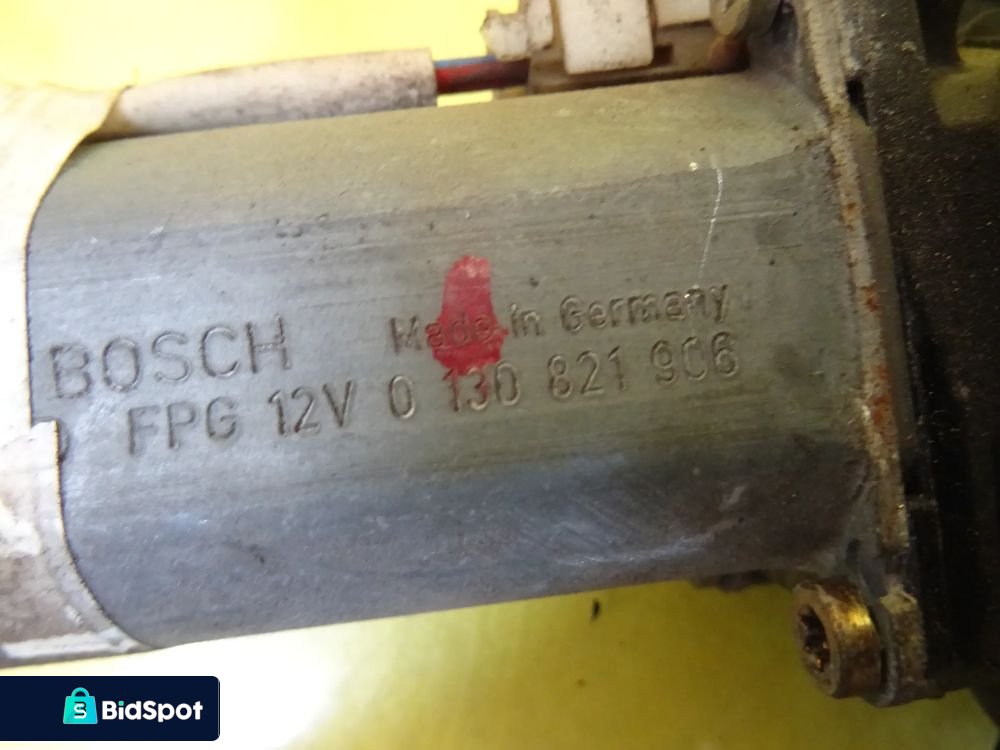 Made in Germany
BOSCH
FPG 12V 0 130 821 906
BidSpot